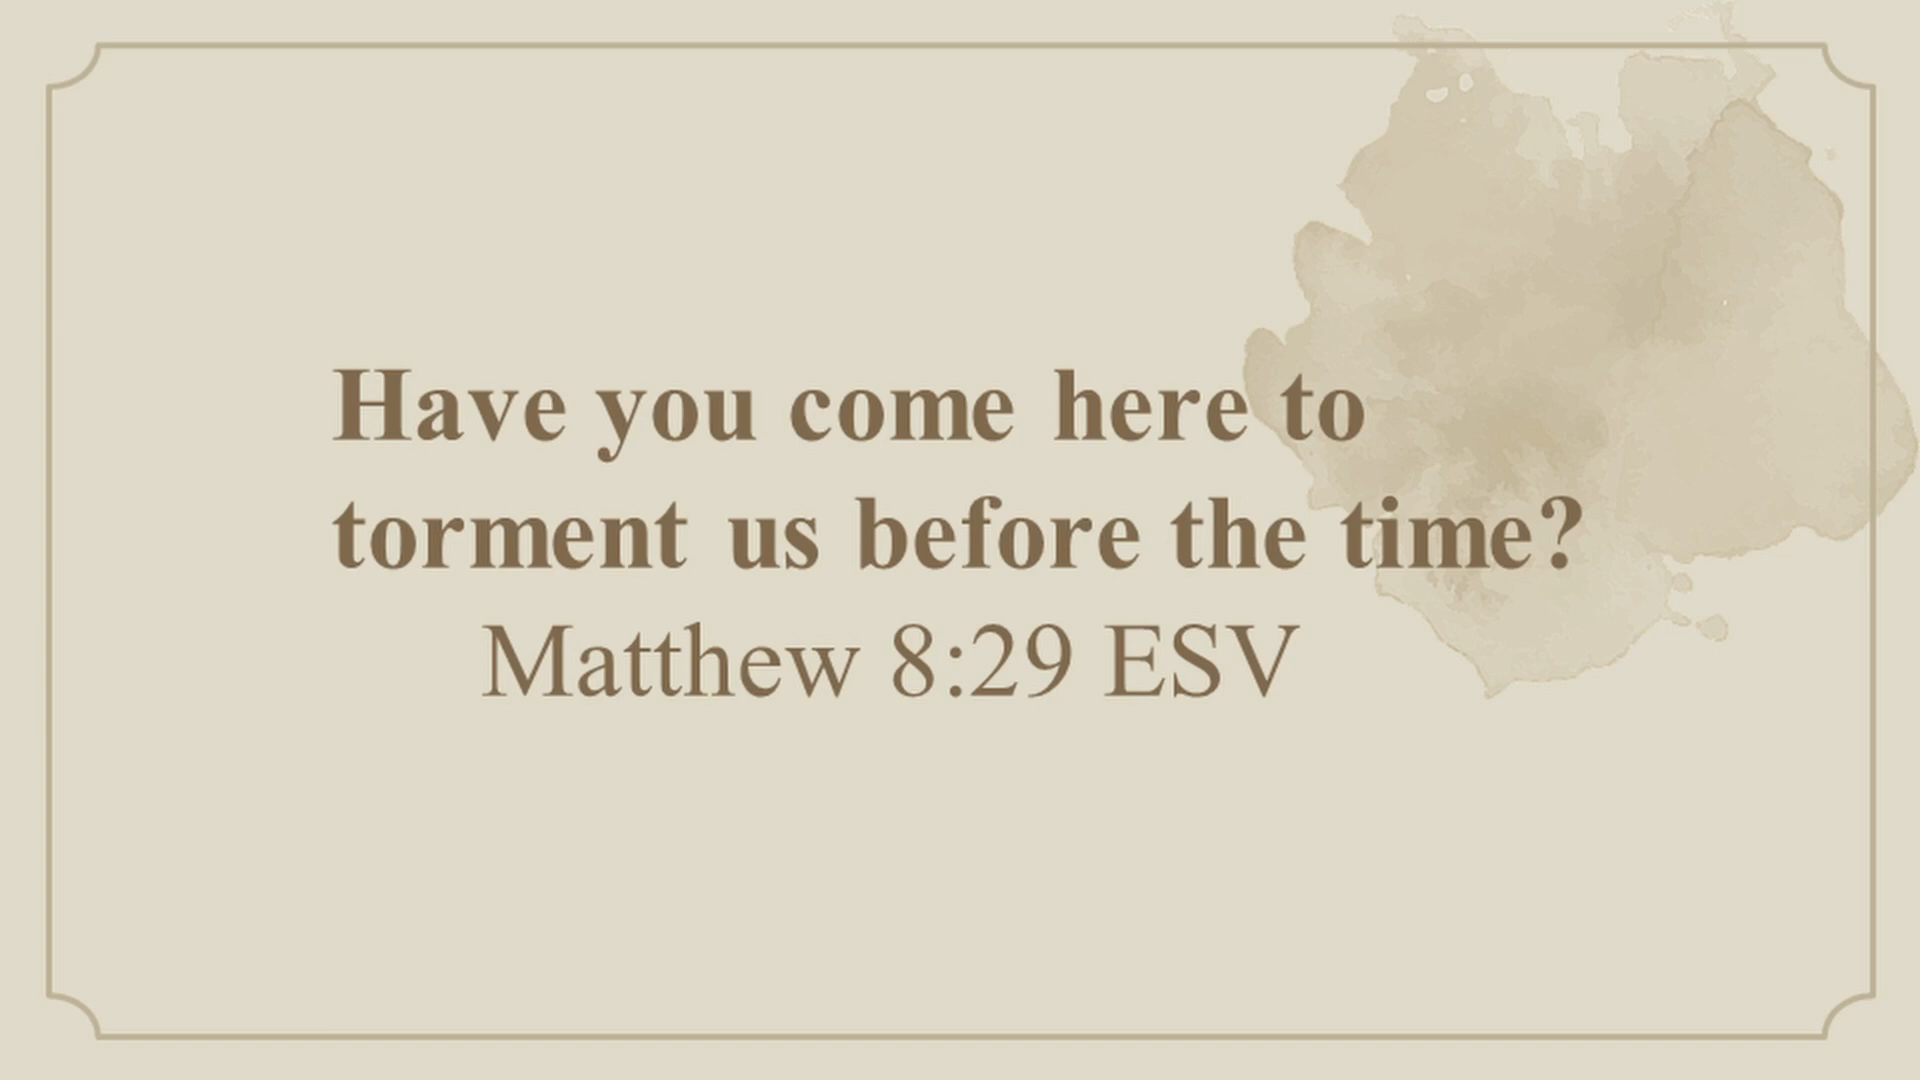 Have you come here to
torment us before the time?
Matthew 8:29 ESV